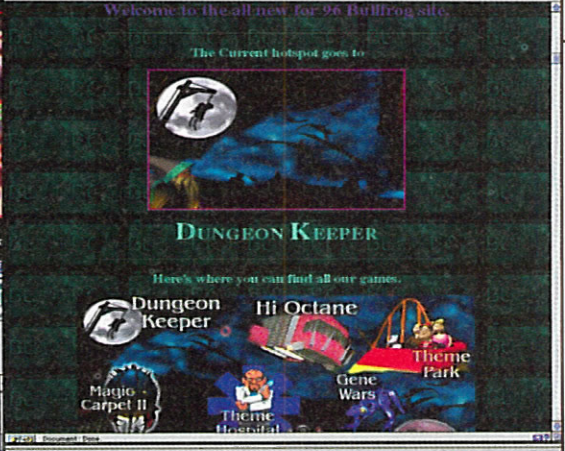 Welcome to the all new for 96 Bullfrog site.
The Current hotspot goes to
DUNGEON KEEPER
Here's where you can find all our games.
Dungeon
Keeper
Hi Octane
Theme
Park
Magic
Carpet II
Gene
Wars
Theme
Hospital
Document: Done